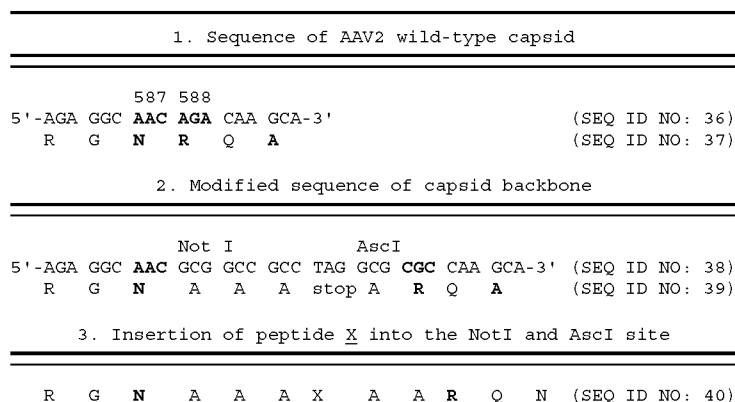 1. Sequence of AAV2 wild-type capsid
587 588
5'-AGA GGC AAC AGA CAA GCA-3' (SEQ ID NO: 36)
R G N R Q A (SEQ ID NO: 37)
2. Modified sequence of capsid backbone
Not I AscI
5'-AGA GGC AAC GCG GCC GCC TAG GCG CGC CAA GCA-3' (SEQ ID NO: 38)
R G N A A A stop A R Q A (SEQ ID NO: 39)
3. Insertion of peptide X into the NotI and AscI site
R G N A A A X A A R Q N (SEQ ID NO: 40)